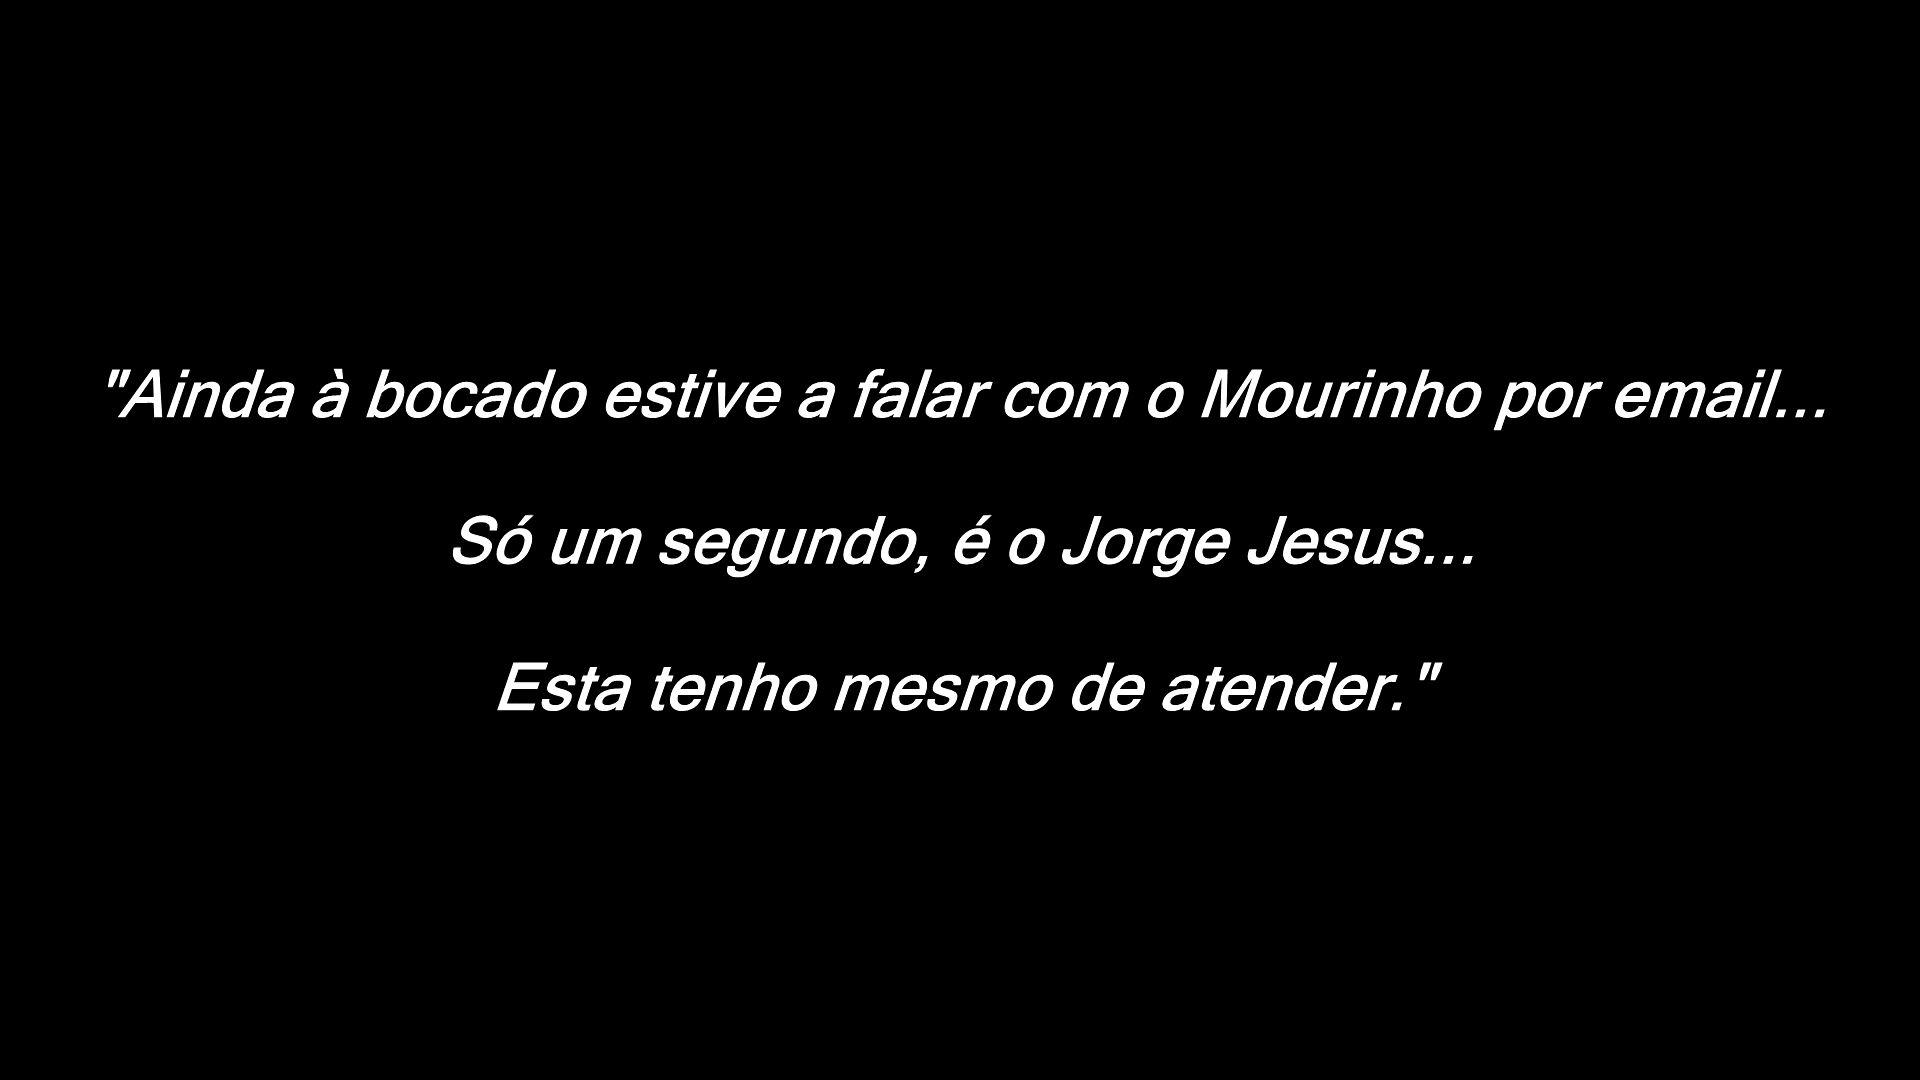 "Ainda à bocado estive a falar com o Mourinho por email...
Só um segundo, é o Jorge Jesus...
Esta tenho mesmo de atender."